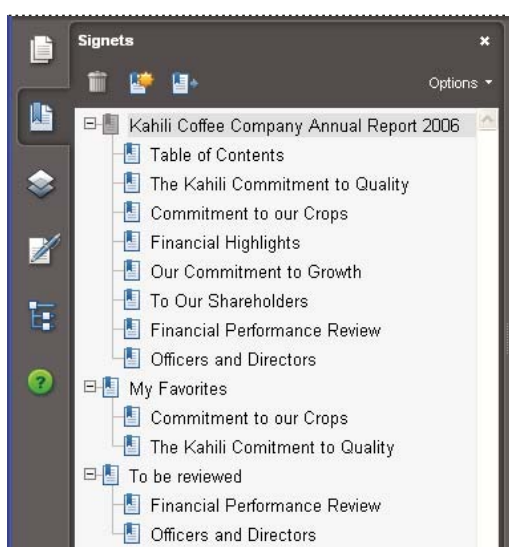 Signets
Options
Kahili Coffee Company Annual Report 2006
Table of Contents
The Kahili Commitment to Quality
Commitment to our Crops
Financial Highlights
Our Commitment to Growth
To Our Shareholders
Financial Performance Review
Officers and Directors
My Favorites
Commitment to our Crops
The Kahili Comitment to Quality
To be reviewed
Financial Performance Review
Officers and Directors